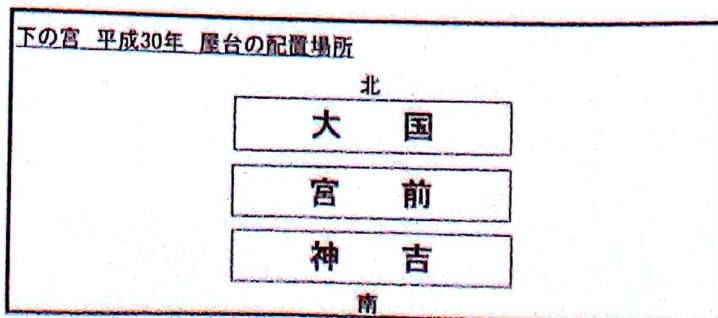 下の宮 平成30年 屋台の配置場所
北
大 国
宮 前
神 吉
南